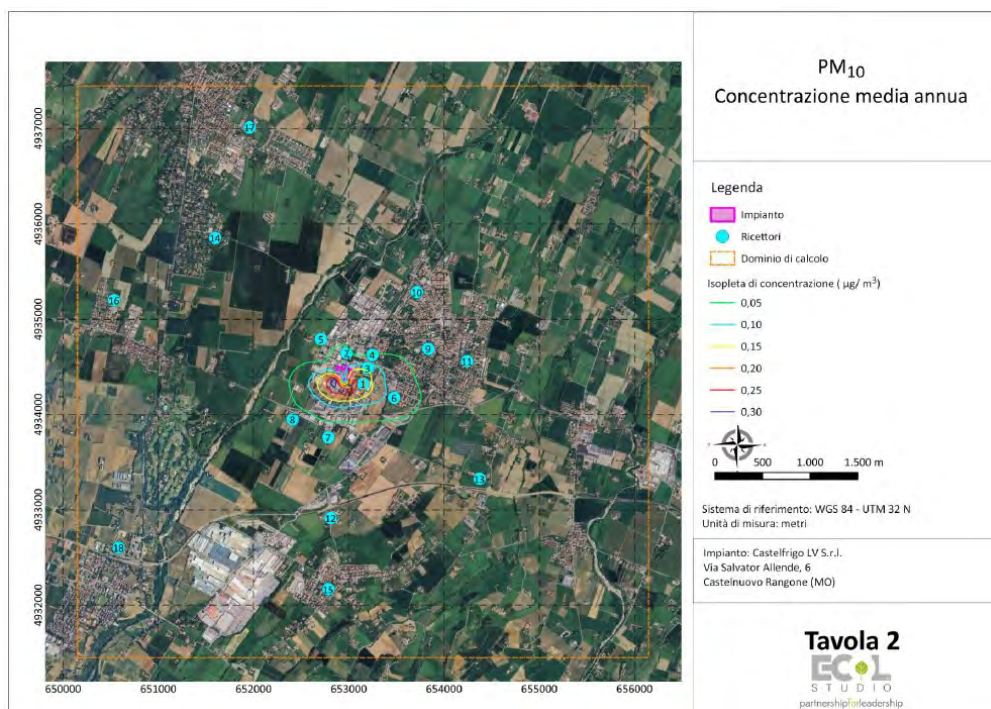 PM10
Concentrazione media annua
Legenda
Impianto
Ricettori
Dominio di calcolo
Isopleta di concentrazione ( µg/ m³)
0,05
0,10
0,15
0,20
0,25
0,30
0 500 1.000 1.500 m
Sistema di riferimento: WGS 84 - UTM 32 N
Unità di misura: metri
Impianto: Castelfrigo LV S.r.l.
Via Salvator Allende, 6
Castelnuovo Rangone (MO)
Tavola 2
ECOL
STUDIO
partnershipforleadership
4937000
4936000
4935000
4934000
4933000
4932000
650000 651000 652000 653000 654000 655000 656000
17
14
16
10
5
2
4
9
3
11
1
6
8
7
13
12
18
15